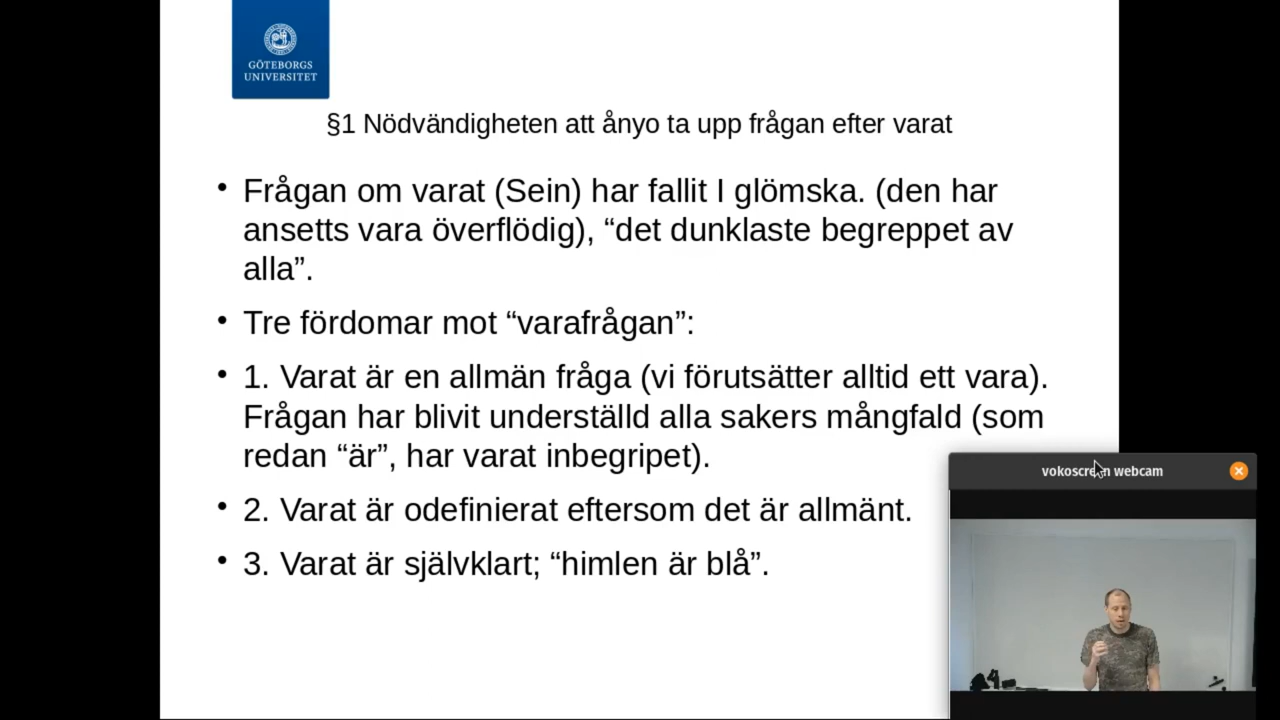 GÖTEBORGS
UNIVERSITET
§1 Nödvändigheten att ånyo ta upp frågan efter varat
• Frågan om varat (Sein) har fallit I glömska. (den har
ansetts vara överflödig), “det dunklaste begreppet av
alla”.
• Tre fördomar mot “varafrågan”:
• 1. Varat är en allmän fråga (vi förutsätter alltid ett vara).
Frågan har blivit underställd alla sakers mångfald (som
redan “är”, har varat inbegripet).
• 2. Varat är odefinierat eftersom det är allmänt.
• 3. Varat är självklart; “himlen är blå”.
vokoscreen webcam